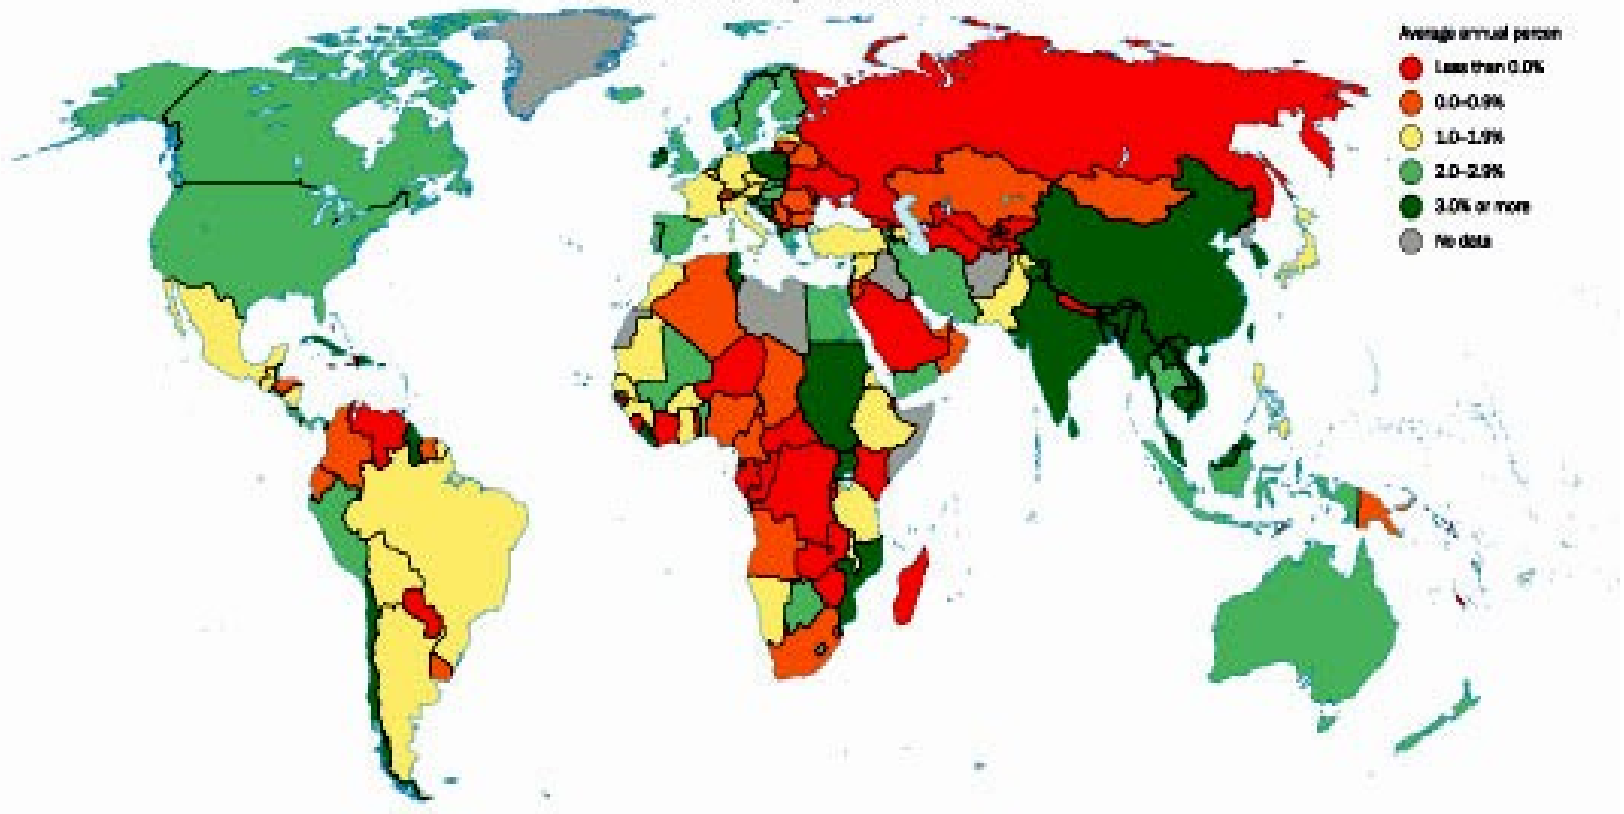 Average annual percen
Less than 0.0%
0.0–0.9%
1.0–1.9%
2.0–2.9%
3.0% or more
No data